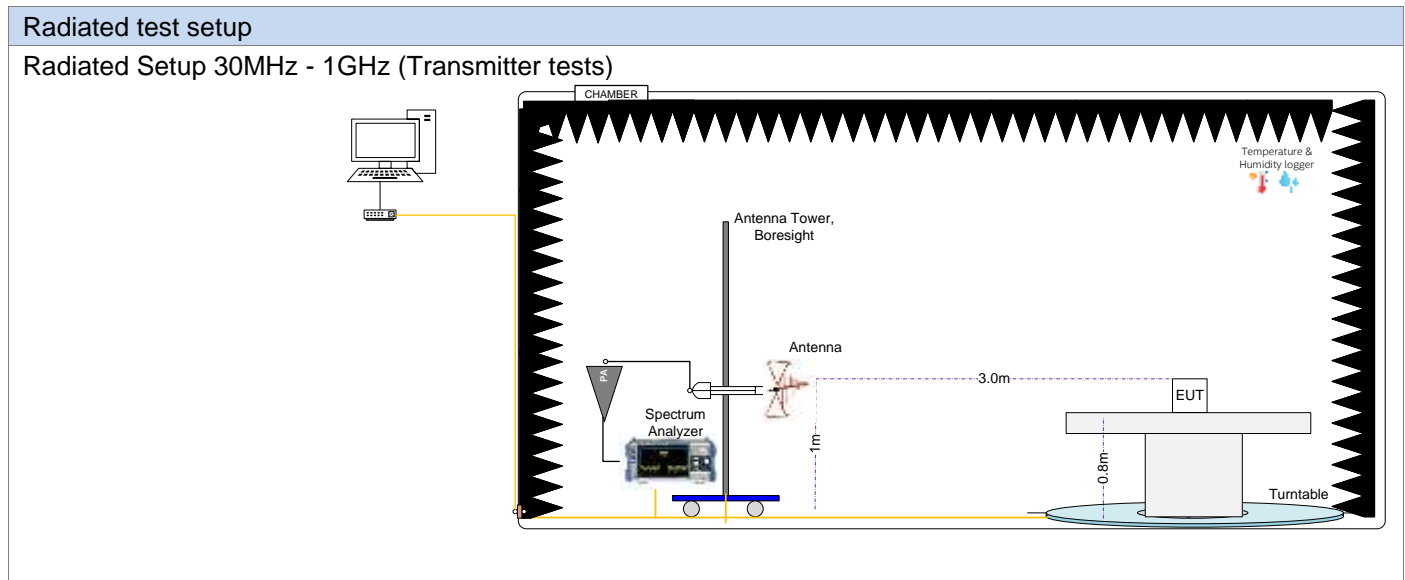 Radiated test setup
Radiated Setup 30MHz - 1GHz (Transmitter tests)
CHAMBER
Temperature &
Humidity logger
Antenna Tower,
Boresight
Antenna
PA
3.0m
EUT
Spectrum
Analyzer
1m
0.8m
Turntable